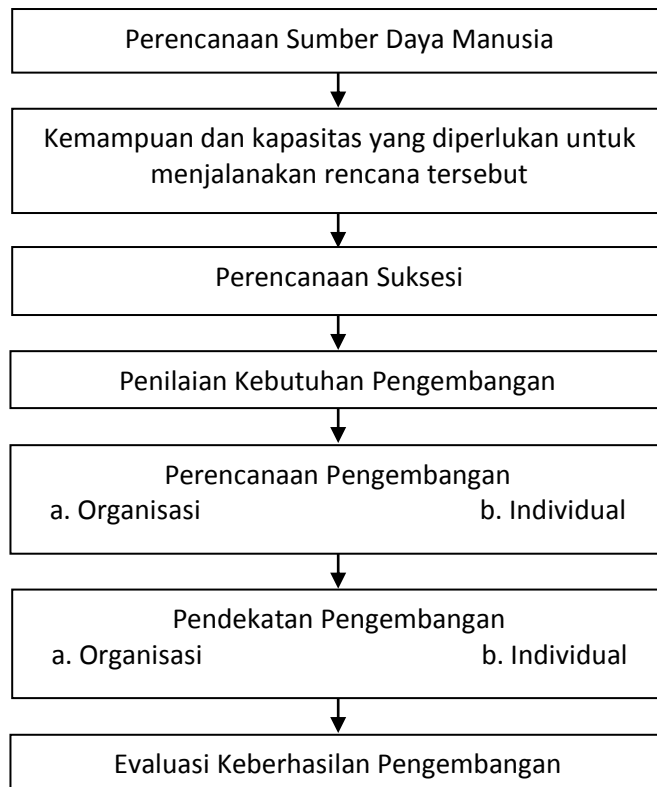 Perencanaan Sumber Daya Manusia
Kemampuan dan kapasitas yang diperlukan untuk
menjalanakan rencana tersebut
Perencanaan Suksesi
Penilaian Kebutuhan Pengembangan
Perencanaan Pengembangan
a. Organisasi b. Individual
Pendekatan Pengembangan
a. Organisasi b. Individual
Evaluasi Keberhasilan Pengembangan